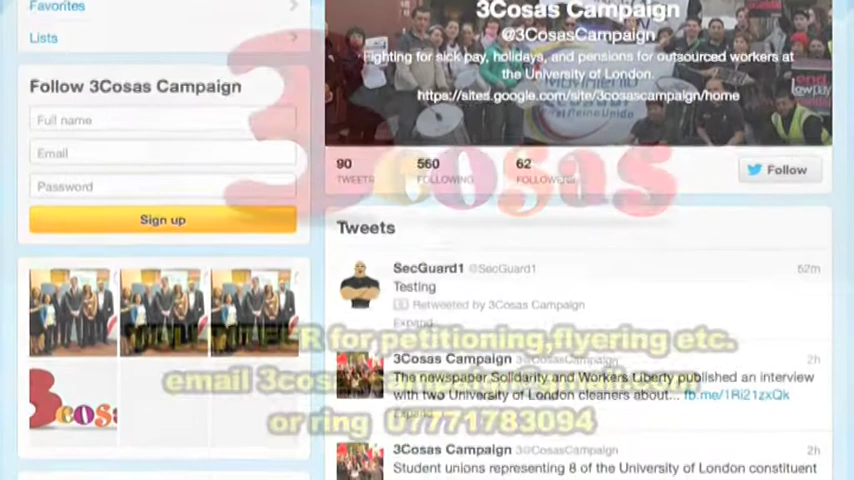 Favorites
Lists
Follow 3Cosas Campaign
Full name
Email
Password
Sign up
3Cosas Campaign
@3CosasCampaign
Fighting for sick pay, holidays, and pensions for outsourced workers at
the University of London.
https://sites.google.com/site/3cosascampaign/home
90
TWEETS
560
FOLLOWING
62
FOLLOWERS
Follow
3cosas
Tweets
SecGuard1 @SecGuard1
52m
Testing
Retweeted by 3Cosas Campaign
Expand
VOLUNTEER for petitioning,flyering etc.
3Cosas Campaign @3CosasCampaign
2h
The newspaper Solidarity and Workers Liberty published an interview
with two University of London cleaners about... fb.me/1Ri21zxQk
Expand
email
or ring 07771783094
3cosas
3Cosas Campaign @3CosasCampaign
2h
Student unions representing 8 of the University of London constituent